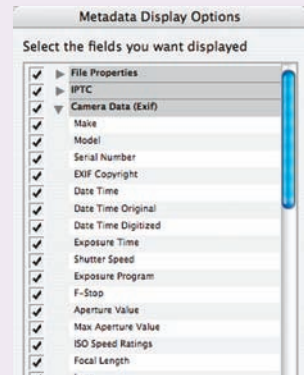 Metadata Display Options
Select the fields you want displayed
File Properties
IPTC
Camera Data (Exif)
Make
Model
Serial Number
EXIF Copyright
Date Time
Date Time Original
Date Time Digitized
Exposure Time
Shutter Speed
Exposure Program
F-Stop
Aperture Value
Max Aperture Value
ISO Speed Ratings
Focal Length